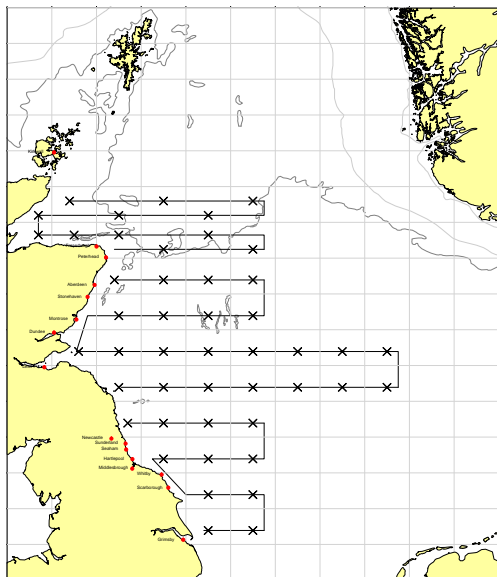 Peterhead
Aberdeen
Stonehaven
Montrose
Dundee
Newcastle
Sunderland
Seaham
Hartlepool
Middlesbrough
Whitby
Scarborough
Grimsby